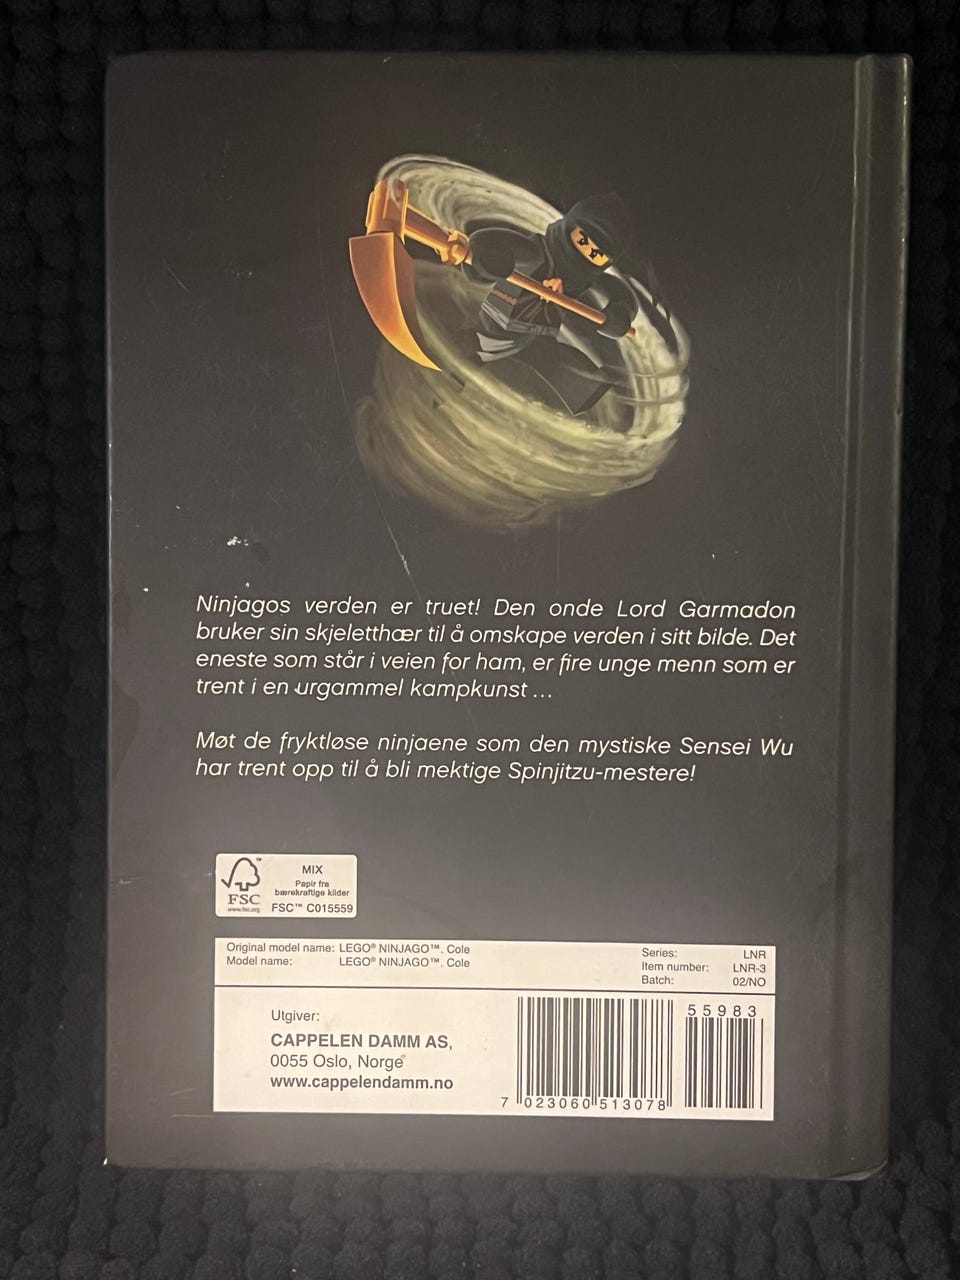 Ninjagos verden er truet! Den onde Lord Garmadon
bruker sin skjeletthær til å omskape verden i sitt bilde. Det
eneste som står i veien for ham, er fire unge menn som er
trent i en urgammel kampkunst ...
Møt de fryktløse ninjaene som den mystiske Sensei Wu
har trent opp til å bli mektige Spinjitzu-mestere!
FSC™
www.fsc.org
MIX
Papir fra
bærekraftige kilder
FSC™ C015559
Original model name: LEGO® NINJAGO™. Cole
Model name: LEGO® NINJAGO™. Cole
Series: LNR
Item number: LNR-3
Batch: 02/NO
Utgiver:
CAPPELEN DAMM AS,
0055 Oslo, Norge
www.cappelendamm.no
7 023060 513078
55983